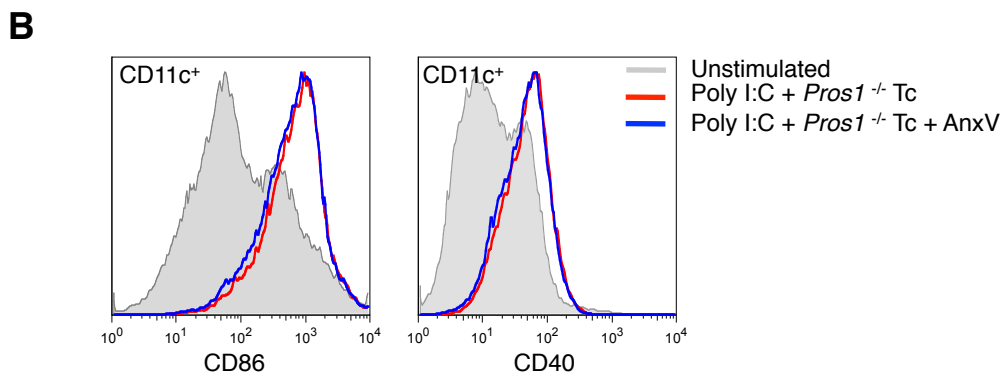 B
CD11c⁺
CD11c⁺
Unstimulated
Poly I:C + Pros1 ⁻/⁻ Tc
Poly I:C + Pros1 ⁻/⁻ Tc + AnxV
10⁰ 10¹ 10² 10³ 10⁴
10⁰ 10¹ 10² 10³ 10⁴
CD86
CD40